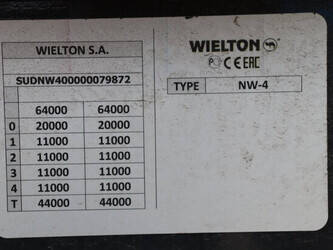 WIELTON S.A.
SUDNW400000079872
64000 64000
0 20000 20000
1 11000 11000
2 11000 11000
3 11000 11000
4 11000 11000
T 44000 44000
WIELTON
CE EAC
TYPE NW-4